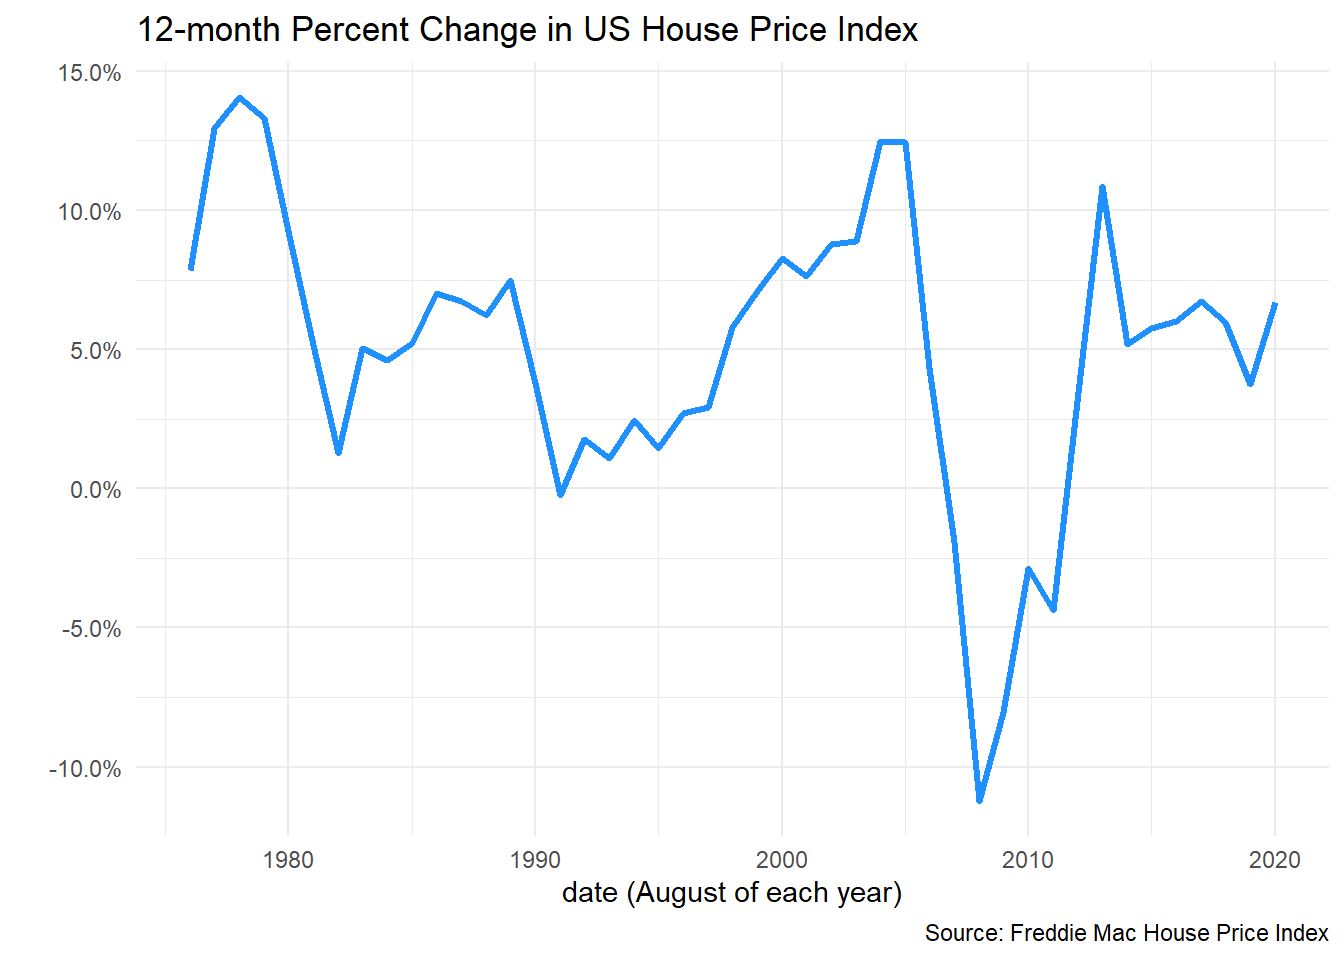 12-month Percent Change in US House Price Index
15.0%
10.0%
5.0%
0.0%
-5.0%
-10.0%
1980 1990 2000 2010 2020
date (August of each year)
Source: Freddie Mac House Price Index